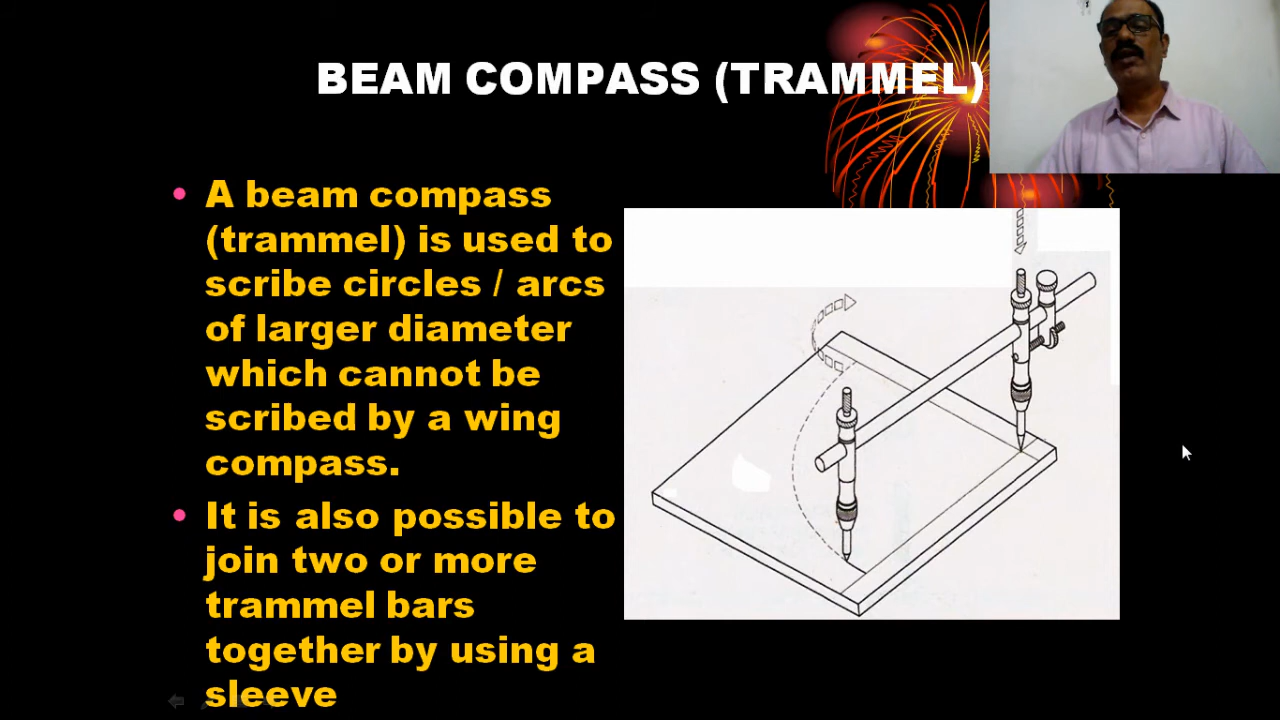 BEAM COMPASS (TRAMMEL)
• A beam compass
(trammel) is used to
scribe circles / arcs
of larger diameter
which cannot be
scribed by a wing
compass.
• It is also possible to
join two or more
trammel bars
together by using a
sleeve